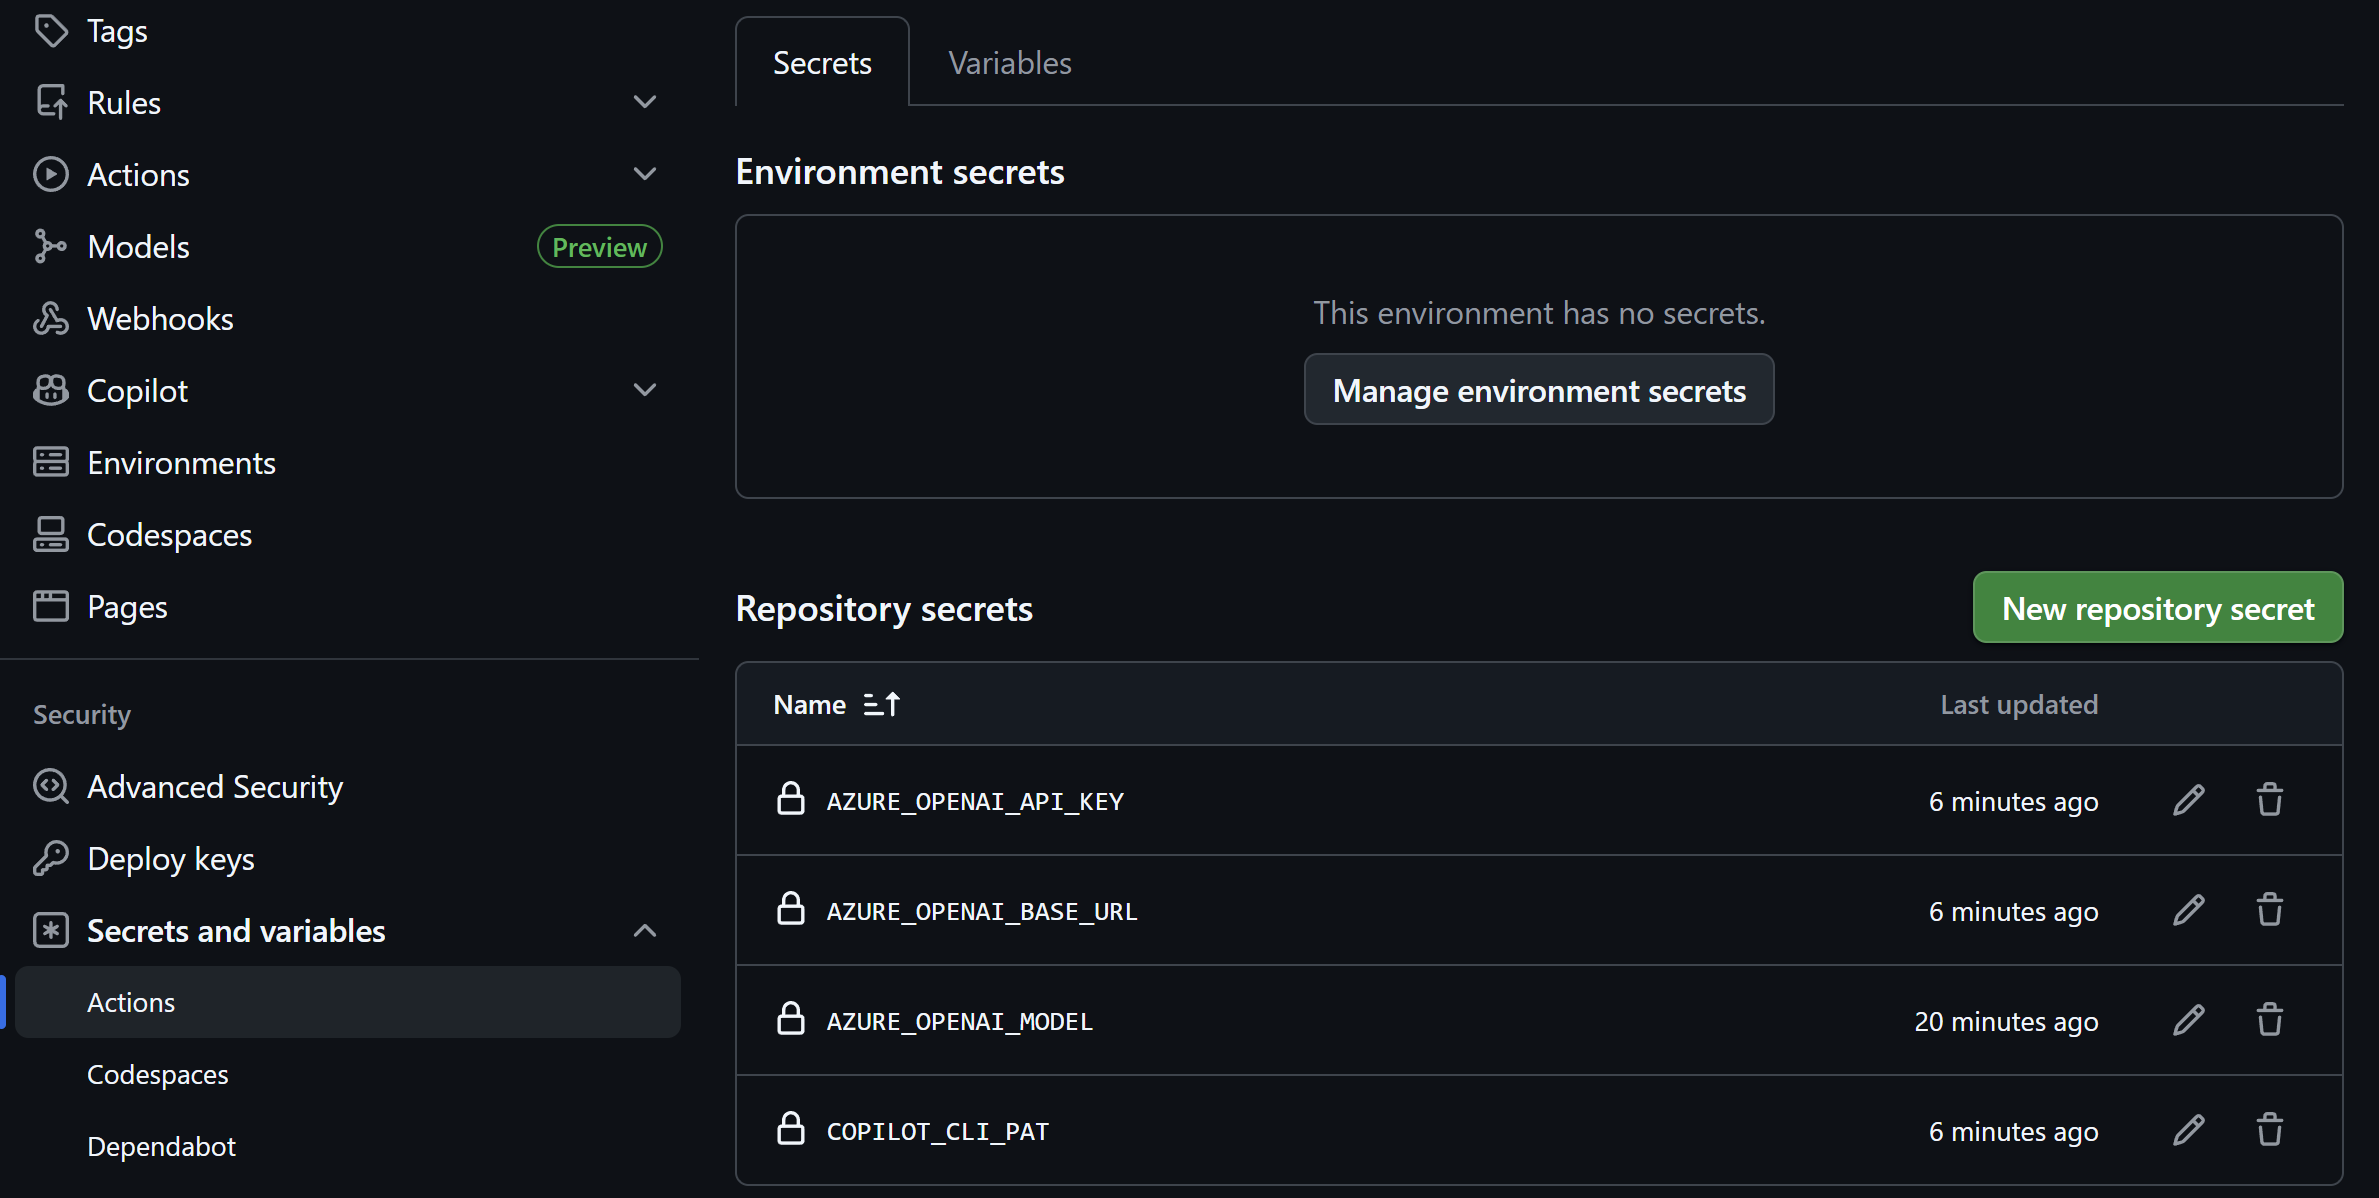 Tags
Rules
Actions
Models
Preview
Webhooks
Copilot
Environments
Codespaces
Pages
Security
Advanced Security
Deploy keys
Secrets and variables
Actions
Codespaces
Dependabot
Secrets
Variables
Environment secrets
This environment has no secrets.
Manage environment secrets
Repository secrets
New repository secret
Name
Last updated
AZURE_OPENAI_API_KEY
6 minutes ago
AZURE_OPENAI_BASE_URL
6 minutes ago
AZURE_OPENAI_MODEL
20 minutes ago
COPILOT_CLI_PAT
6 minutes ago